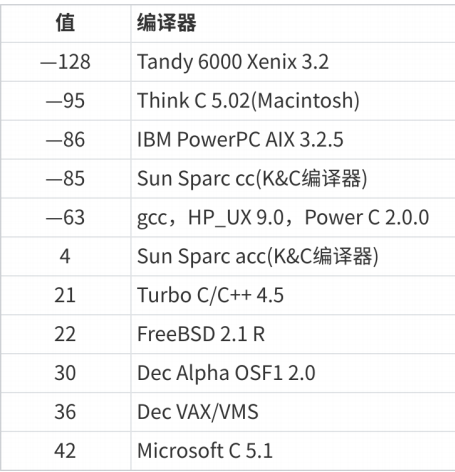 值 编译器
—128 Tandy 6000 Xenix 3.2
—95 Think C 5.02(Macintosh)
—86 IBM PowerPC AIX 3.2.5
—85 Sun Sparc cc(K&C编译器)
—63 gcc，HP_UX 9.0，Power C 2.0.0
4 Sun Sparc acc(K&C编译器)
21 Turbo C/C++ 4.5
22 FreeBSD 2.1 R
30 Dec Alpha OSF1 2.0
36 Dec VAX/VMS
42 Microsoft C 5.1